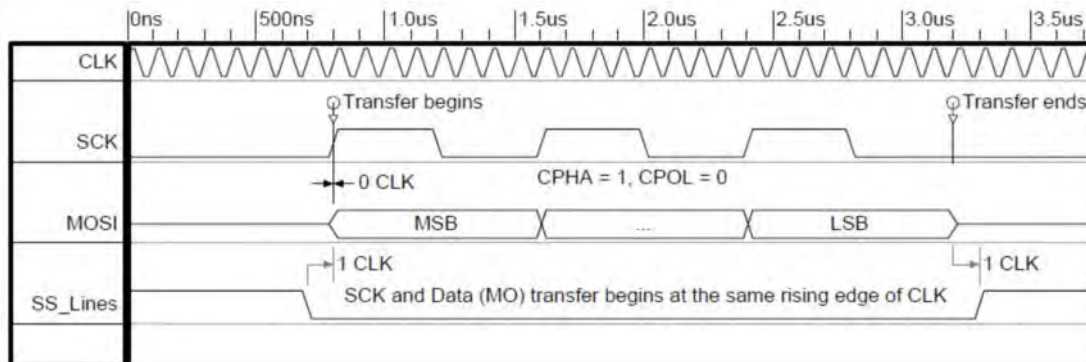 0ns 500ns 1.0us 1.5us 2.0us 2.5us 3.0us 3.5us
CLK
Transfer begins Transfer ends
SCK
0 CLK CPHA = 1, CPOL = 0
MOSI MSB ... LSB
1 CLK 1 CLK
SS_Lines SCK and Data (MO) transfer begins at the same rising edge of CLK